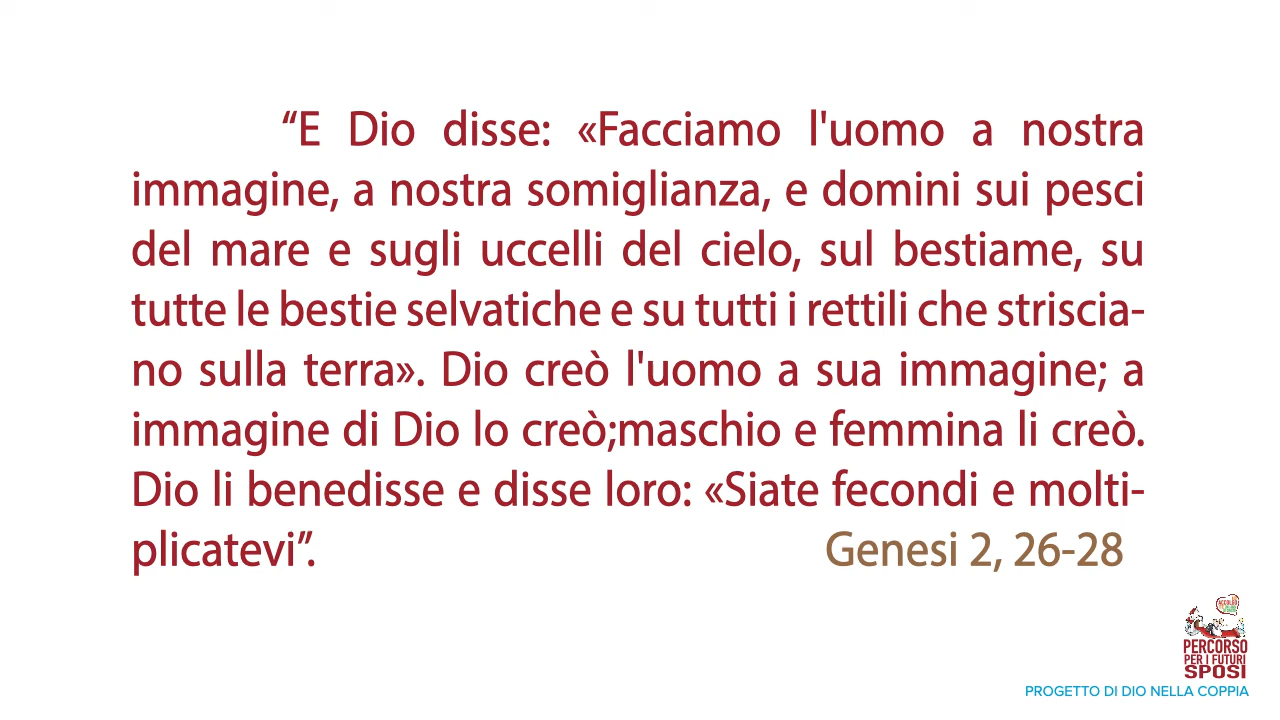 “E Dio disse: «Facciamo l'uomo a nostra
immagine, a nostra somiglianza, e domini sui pesci
del mare e sugli uccelli del cielo, sul bestiame, su
tutte le bestie selvatiche e su tutti i rettili che striscia-
no sulla terra». Dio creò l'uomo a sua immagine; a
immagine di Dio lo creò;maschio e femmina li creò.
Dio li benedisse e disse loro: «Siate fecondi e molti-
plicatevi”.
Genesi 2, 26-28
PERCORSO
PER I FUTURI
SPOSI
PROGETTO DI DIO NELLA COPPIA